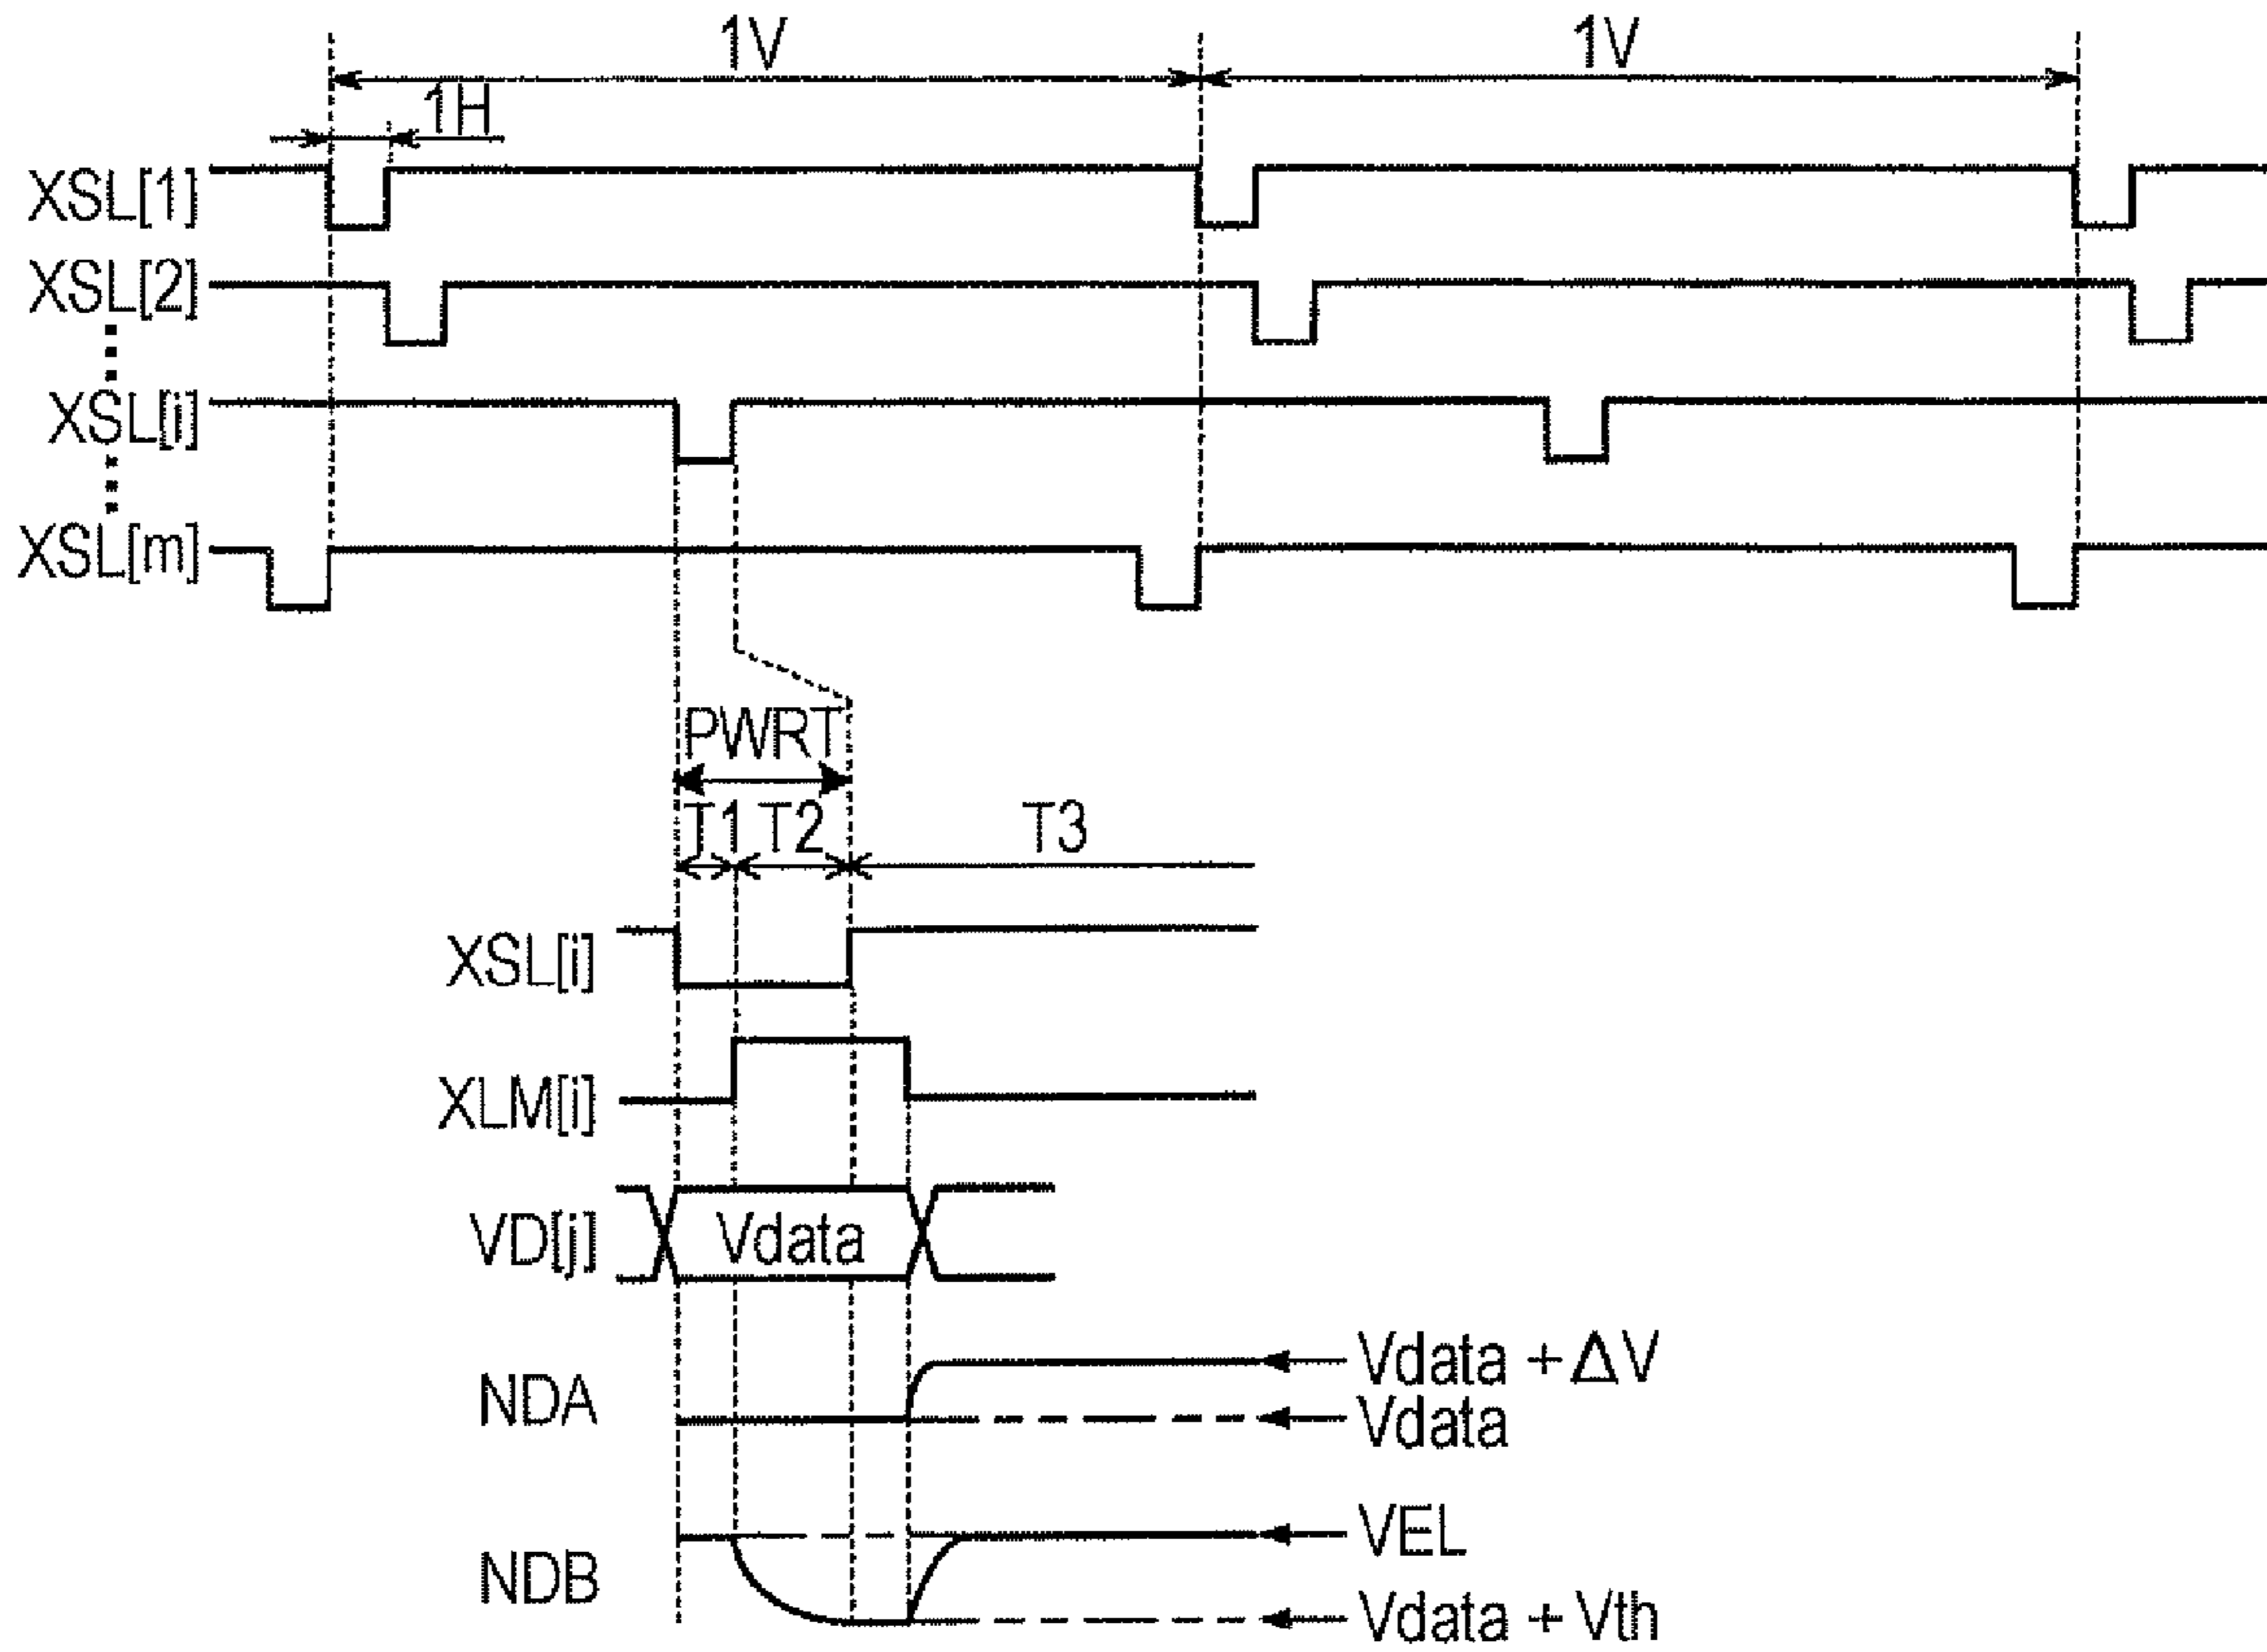 1V 1V
1H
XSL[1]
XSL[2]
XSL[i]
XSL[m]
PWRT
T1 T2 T3
XSL[i]
XLM[i]
VD[j] Vdata
Vdata + ΔV
NDA
Vdata
VEL
NDB
Vdata + Vth